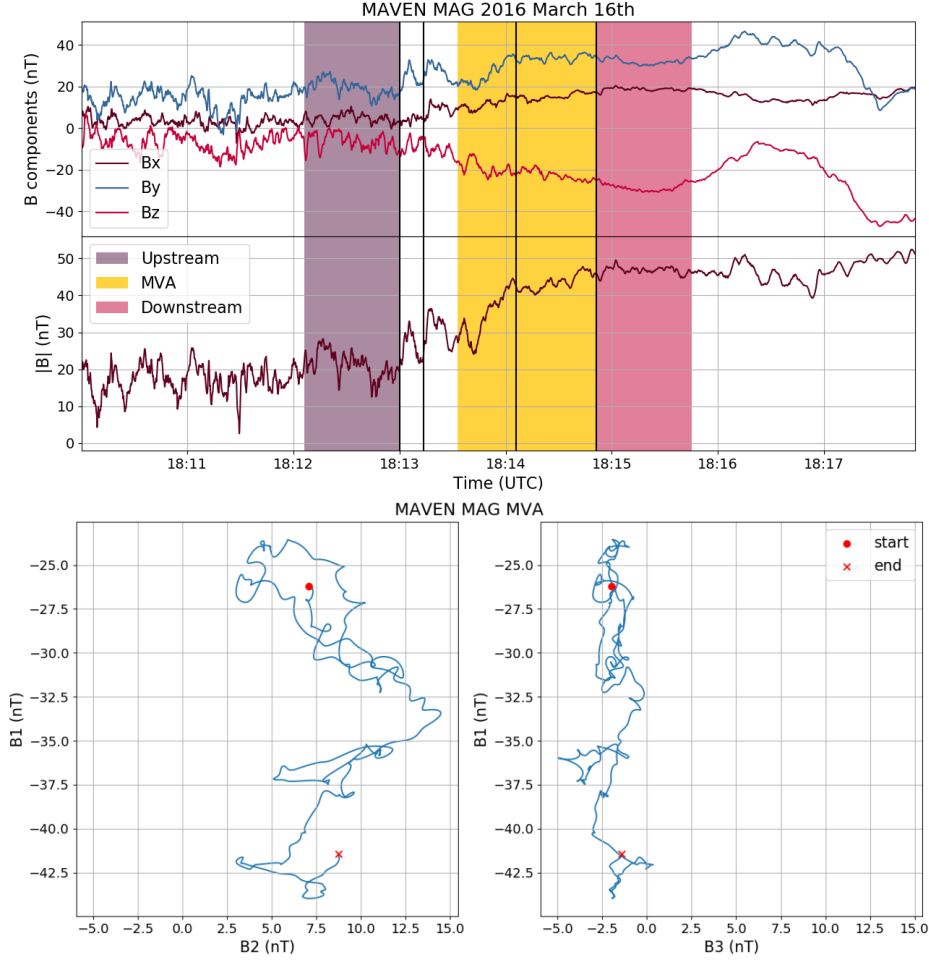 MAVEN MAG 2016 March 16th
B components (nT)
40
20
0
−20
−40
Bx
By
Bz
|B| (nT)
50
40
30
20
10
0
Upstream
MVA
Downstream
18:11 18:12 18:13 18:14 18:15 18:16 18:17
Time (UTC)
MAVEN MAG MVA
B1 (nT)
−25.0
−27.5
−30.0
−32.5
−35.0
−37.5
−40.0
−42.5
−5.0 −2.5 0.0 2.5 5.0 7.5 10.0 12.5 15.0
B2 (nT)
B1 (nT)
−25.0
−27.5
−30.0
−32.5
−35.0
−37.5
−40.0
−42.5
start
end
−5.0 −2.5 0.0 2.5 5.0 7.5 10.0 12.5 15.0
B3 (nT)